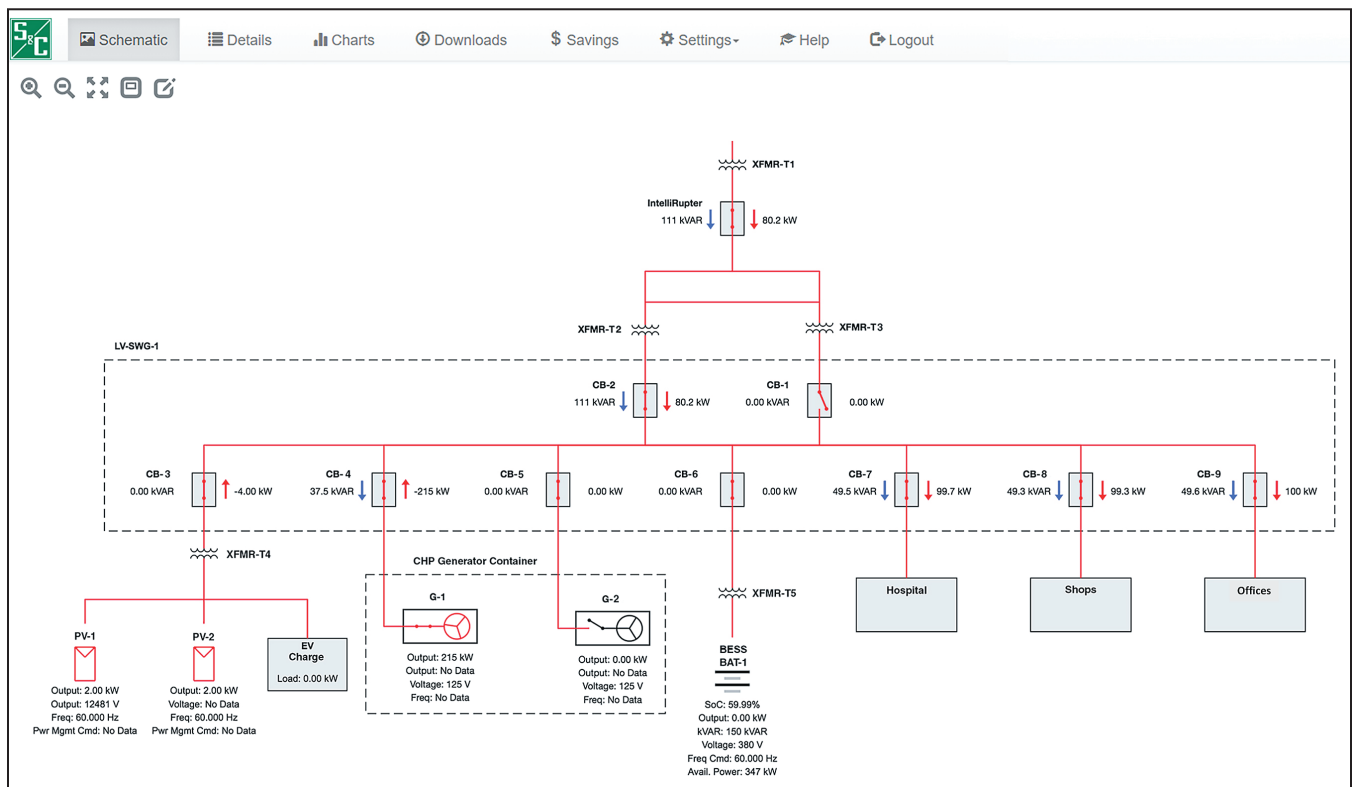 S&C
Schematic Details Charts Downloads $ Savings Settings Help Logout
XFMR-T1
IntelliRupter
111 kVAR 80.2 kW
XFMR-T2 XFMR-T3
LV-SWG-1
CB-2 CB-1
111 kVAR 80.2 kW 0.00 kVAR 0.00 kW
CB-3 CB-4 CB-5 CB-6 CB-7 CB-8 CB-9
0.00 kVAR -4.00 kW 37.5 kVAR -215 kW 0.00 kVAR 0.00 kW 0.00 kVAR 0.00 kW 49.5 kVAR 99.7 kW 49.3 kVAR 99.3 kW 49.6 kVAR 100 kW
XFMR-T4
CHP Generator Container
G-1
Output: 215 kW
Output: No Data
Voltage: 125 V
Freq: No Data
G-2
Output: 0.00 kW
Output: No Data
Voltage: 125 V
Freq: No Data
XFMR-T5
Hospital Shops Offices
PV-1
Output: 2.00 kW
Output: 12481 V
Freq: 60.000 Hz
Pwr Mgmt Cmd: No Data
PV-2
Output: 2.00 kW
Voltage: No Data
Freq: 60.000 Hz
Pwr Mgmt Cmd: No Data
EV
Charge
Load: 0.00 kW
BESS
BAT-1
SoC: 59.99%
Output: 0.00 kW
kVAR: 150 kVAR
Voltage: 380 V
Freq Cmd: 60.000 Hz
Avail. Power: 347 kW